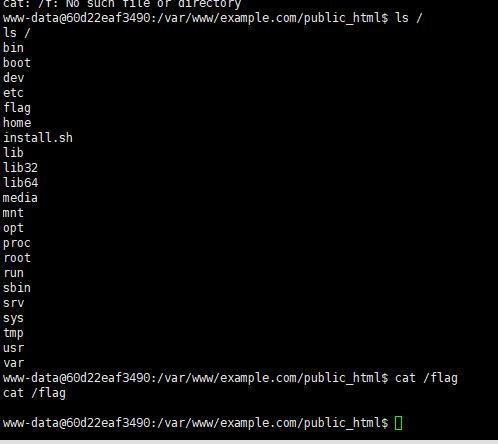 cat: /f: No such file or directory
www-data@60d22eaf3490:/var/www/example.com/public_html$ ls /
ls /
bin
boot
dev
etc
flag
home
install.sh
lib
lib32
lib64
media
mnt
opt
proc
root
run
sbin
srv
sys
tmp
usr
var
www-data@60d22eaf3490:/var/www/example.com/public_html$ cat /flag
cat /flag
www-data@60d22eaf3490:/var/www/example.com/public_html$